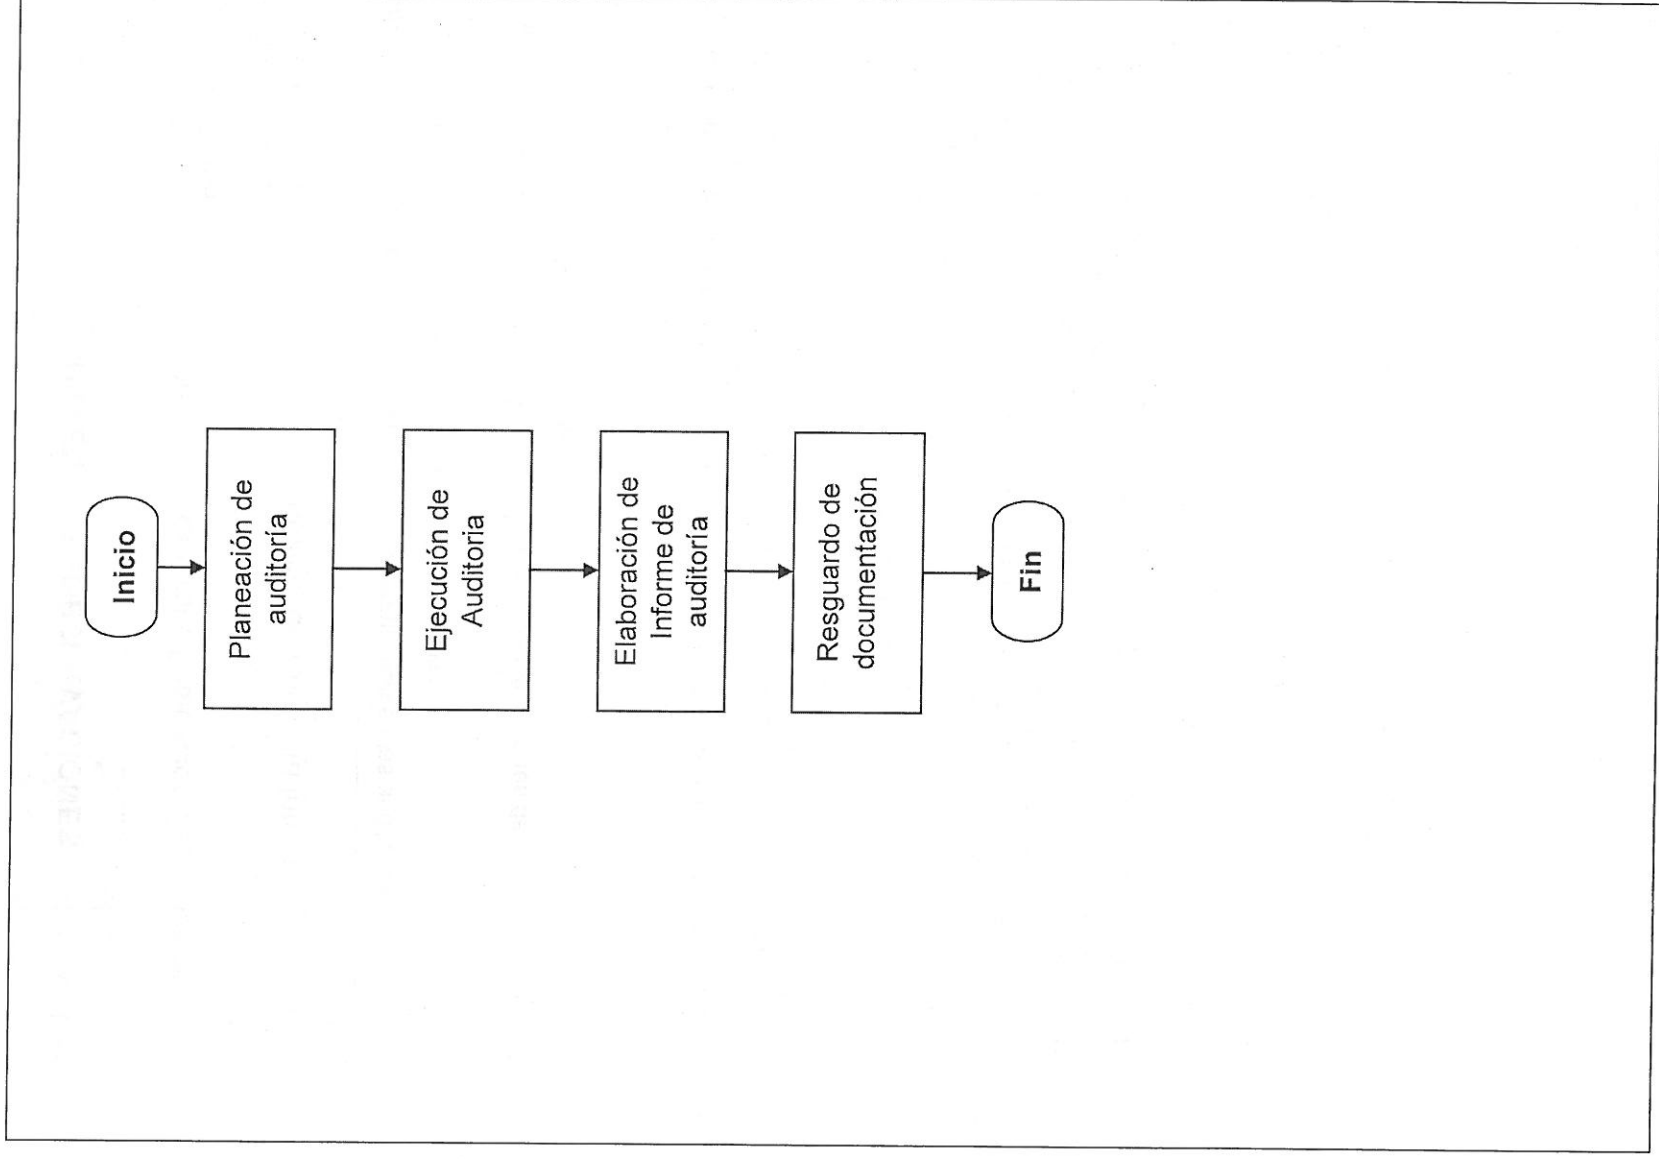 Inicio
Planeación de
auditoría
Ejecución de
Auditoria
Elaboración de
Informe de
auditoría
Resguardo de
documentación
Fin